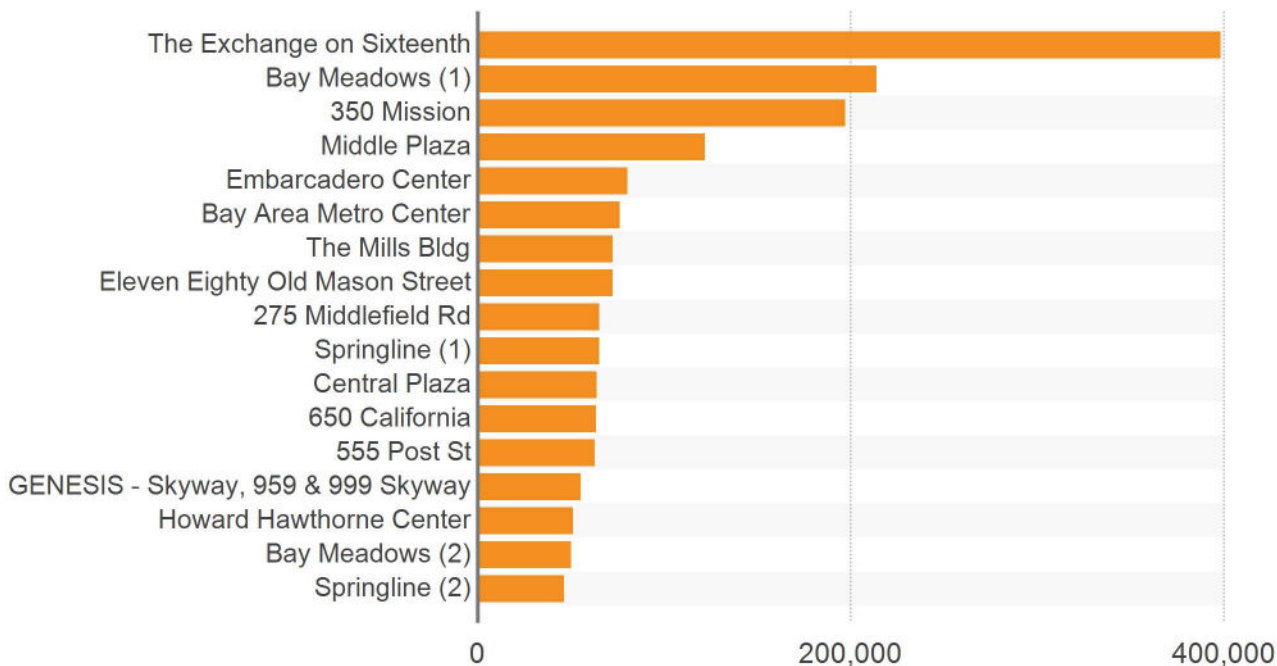 The Exchange on Sixteenth
Bay Meadows (1)
350 Mission
Middle Plaza
Embarcadero Center
Bay Area Metro Center
The Mills Bldg
Eleven Eighty Old Mason Street
275 Middlefield Rd
Springline (1)
Central Plaza
650 California
555 Post St
GENESIS - Skyway, 959 & 999 Skyway
Howard Hawthorne Center
Bay Meadows (2)
Springline (2)
0 200,000 400,000